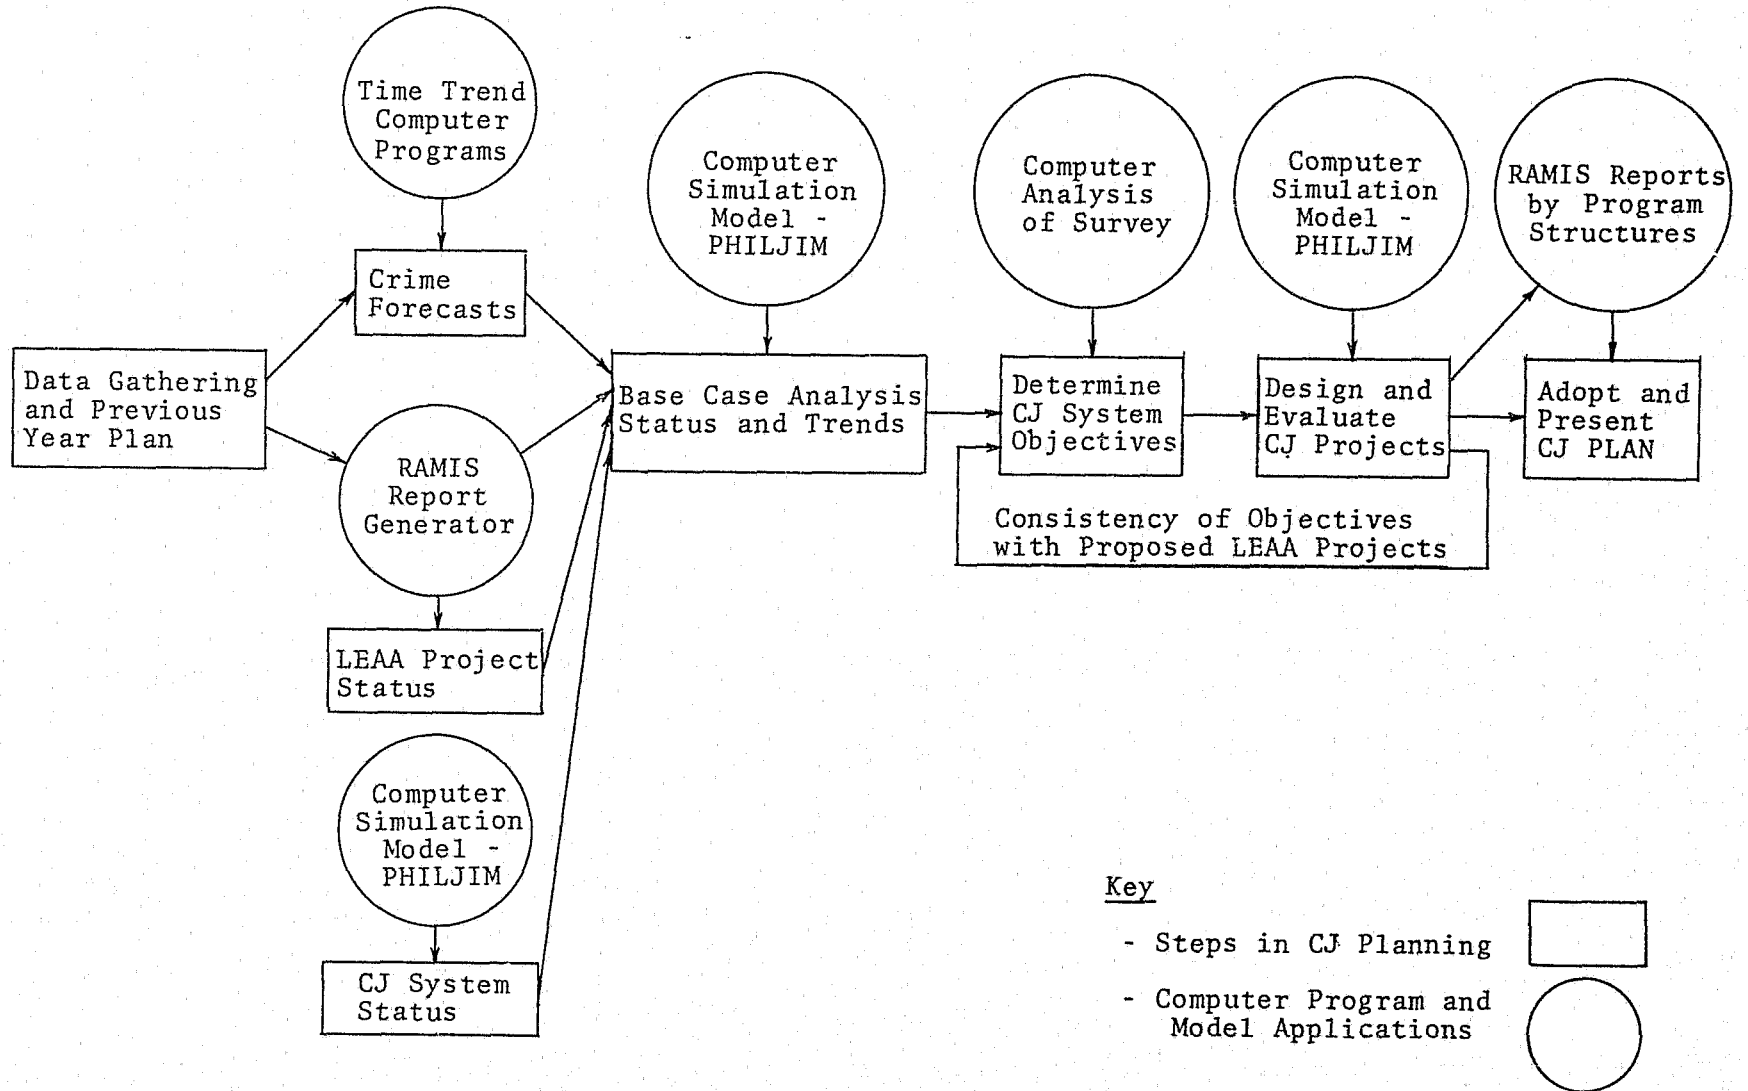 Time Trend
Computer
Programs
Computer
Simulation
Model -
PHILJIM
Computer
Analysis
of Survey
Computer
Simulation
Model -
PHILJIM
RAMIS Reports
by Program
Structures
Crime
Forecasts
Data Gathering
and Previous
Year Plan
Base Case Analysis
Status and Trends
Determine
CJ System
Objectives
Design and
Evaluate
CJ Projects
Adopt and
Present
CJ PLAN
RAMIS
Report
Generator
Consistency of Objectives
with Proposed LEAA Projects
LEAA Project
Status
Computer
Simulation
Model -
PHILJIM
CJ System
Status
Key
- Steps in CJ Planning
- Computer Program and
Model Applications